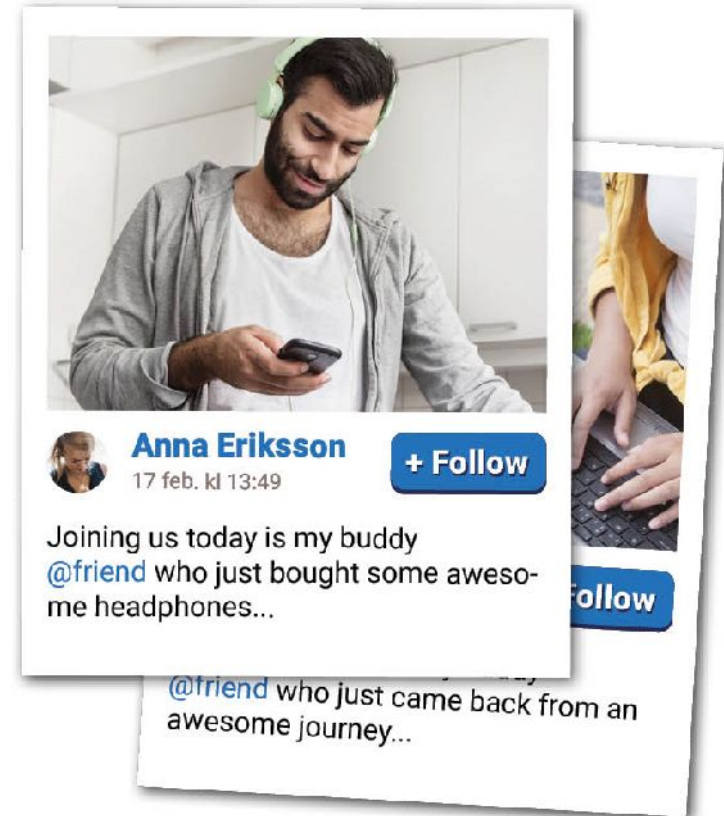 Anna Eriksson
17 feb. kl 13:49
+ Follow
Joining us today is my buddy
@friend who just bought some aweso-
me headphones...
Follow
@friend who just came back from an
awesome journey...